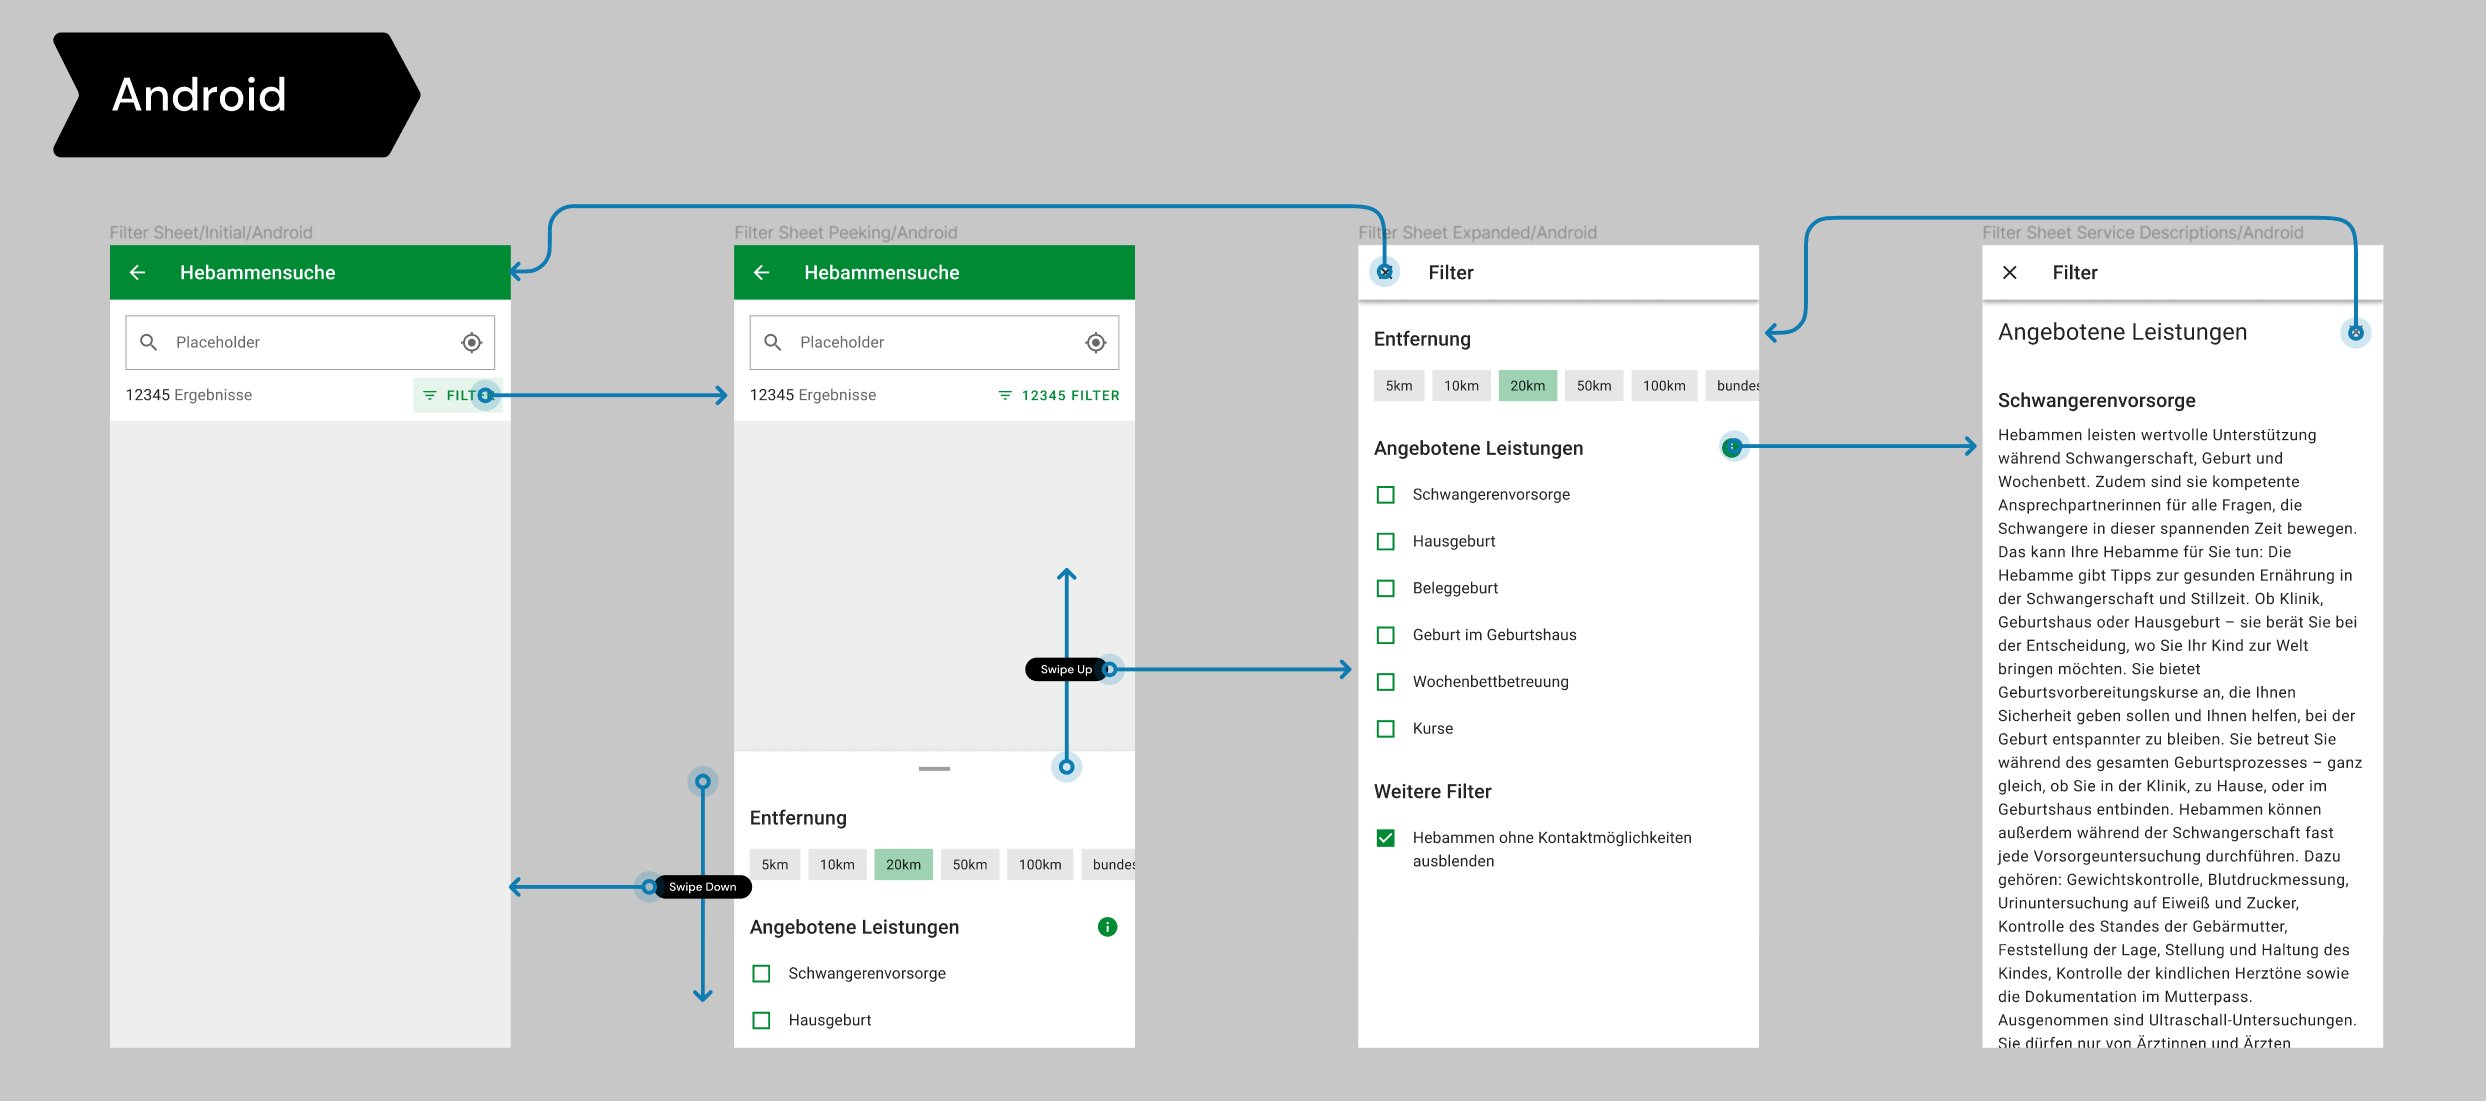 Android
Filter Sheet/Initial/Android
Hebammensuche
Placeholder
12345 Ergebnisse
FILTER
Filter Sheet Peeking/Android
Hebammensuche
Placeholder
12345 Ergebnisse
12345 FILTER
Swipe Up
Swipe Down
Entfernung
5km
10km
20km
50km
100km
bundes
Angebotene Leistungen
Schwangerenvorsorge
Hausgeburt
Filter Sheet Expanded/Android
Filter
Entfernung
5km
10km
20km
50km
100km
bundes
Angebotene Leistungen
Schwangerenvorsorge
Hausgeburt
Beleggeburt
Geburt im Geburtshaus
Wochenbettbetreuung
Kurse
Weitere Filter
Hebammen ohne Kontaktmöglichkeiten
ausblenden
Filter Sheet Service Descriptions/Android
Filter
Angebotene Leistungen
Schwangerenvorsorge
Hebammen leisten wertvolle Unterstützung
während Schwangerschaft, Geburt und
Wochenbett. Zudem sind sie kompetente
Ansprechpartnerinnen für alle Fragen, die
Schwangere in dieser spannenden Zeit bewegen.
Das kann Ihre Hebamme für Sie tun: Die
Hebamme gibt Tipps zur gesunden Ernährung in
der Schwangerschaft und Stillzeit. Ob Klinik,
Geburtshaus oder Hausgeburt – sie berät Sie bei
der Entscheidung, wo Sie Ihr Kind zur Welt
bringen möchten. Sie bietet
Geburtsvorbereitungskurse an, die Ihnen
Sicherheit geben sollen und Ihnen helfen, bei der
Geburt entspannter zu bleiben. Sie betreut Sie
während des gesamten Geburtsprozesses – ganz
gleich, ob Sie in der Klinik, zu Hause, oder im
Geburtshaus entbinden. Hebammen können
außerdem während der Schwangerschaft fast
jede Vorsorgeuntersuchung durchführen. Dazu
gehören: Gewichtskontrolle, Blutdruckmessung,
Urinuntersuchung auf Eiweiß und Zucker,
Kontrolle des Standes der Gebärmutter,
Feststellung der Lage, Stellung und Haltung des
Kindes, Kontrolle der kindlichen Herztöne sowie
die Dokumentation im Mutterpass.
Ausgenommen sind Ultraschall-Untersuchungen.
Sie dürfen nur von Ärztinnen und Ärzten